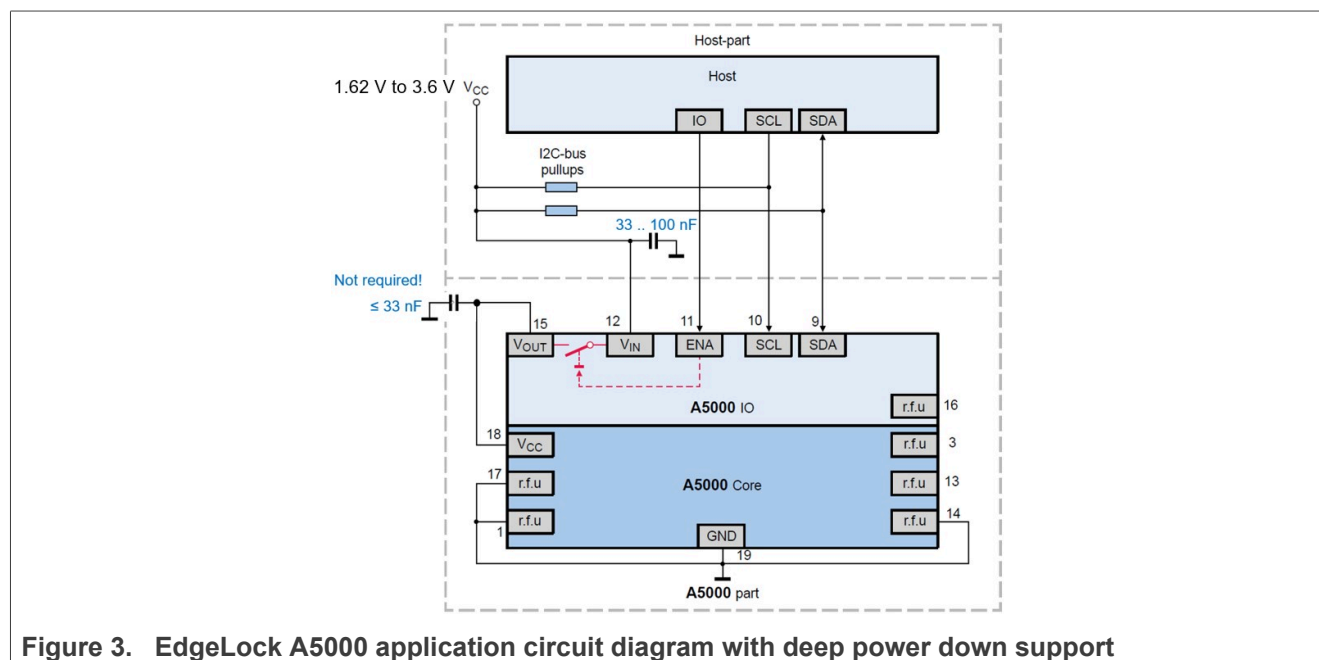 Host-part
Host
1.62 V to 3.6 V VCC
IO
SCL
SDA
I2C-bus
pullups
33 .. 100 nF
Not required!
≤ 33 nF
15
12
11
10
9
VOUT
VIN
ENA
SCL
SDA
A5000 IO
r.f.u
16
18
VCC
r.f.u
3
17
r.f.u
A5000 Core
r.f.u
13
r.f.u
1
r.f.u
14
GND
19
A5000 part
Figure 3. EdgeLock A5000 application circuit diagram with deep power down support